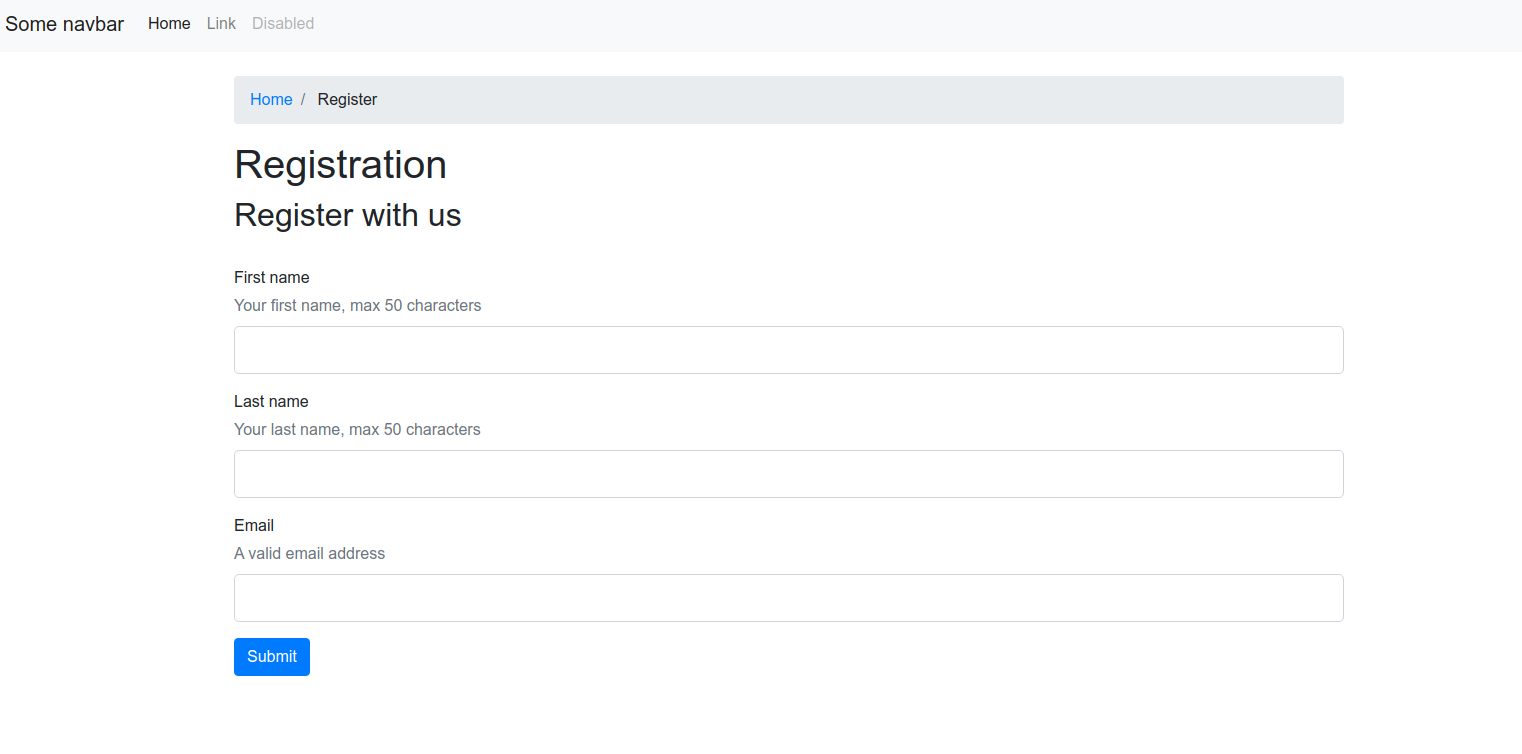 Some navbar Home Link Disabled
Home / Register
Registration
Register with us
First name
Your first name, max 50 characters
Last name
Your last name, max 50 characters
Email
A valid email address
Submit